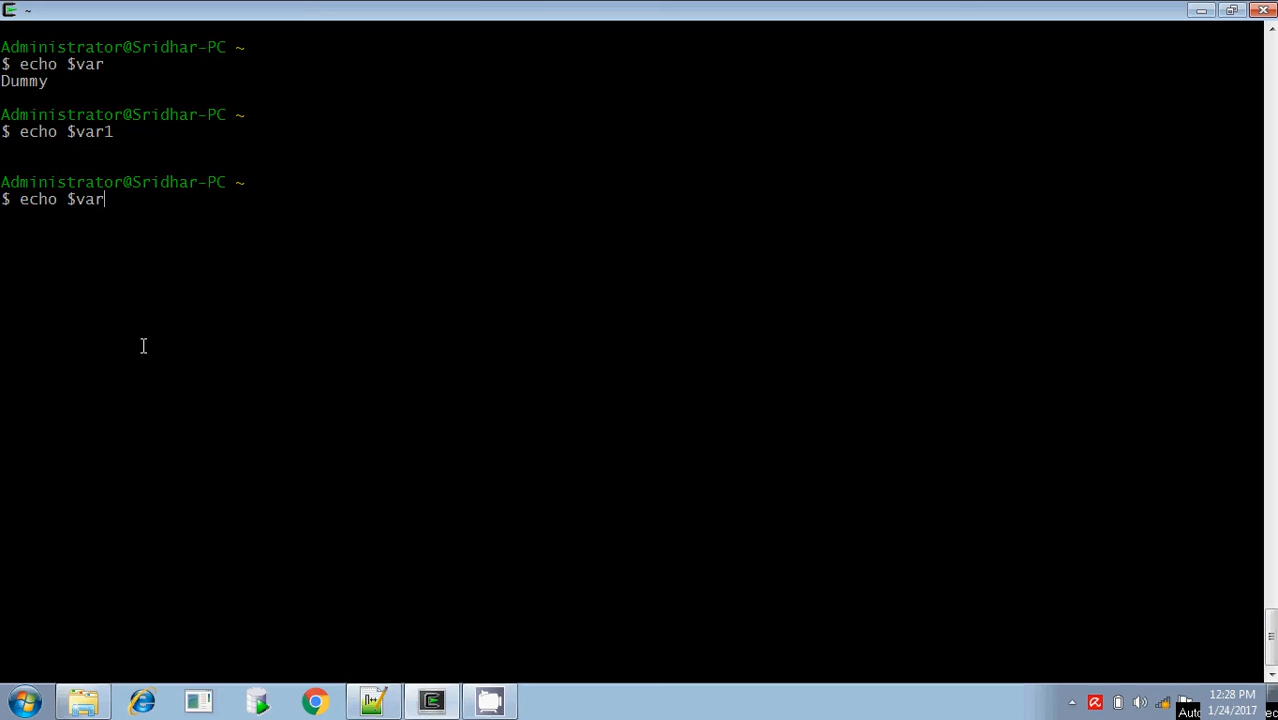 ~
Administrator@Sridhar-PC ~
$ echo $var
Dummy
Administrator@Sridhar-PC ~
$ echo $var1
Administrator@Sridhar-PC ~
$ echo $var
12:28 PM
1/24/2017